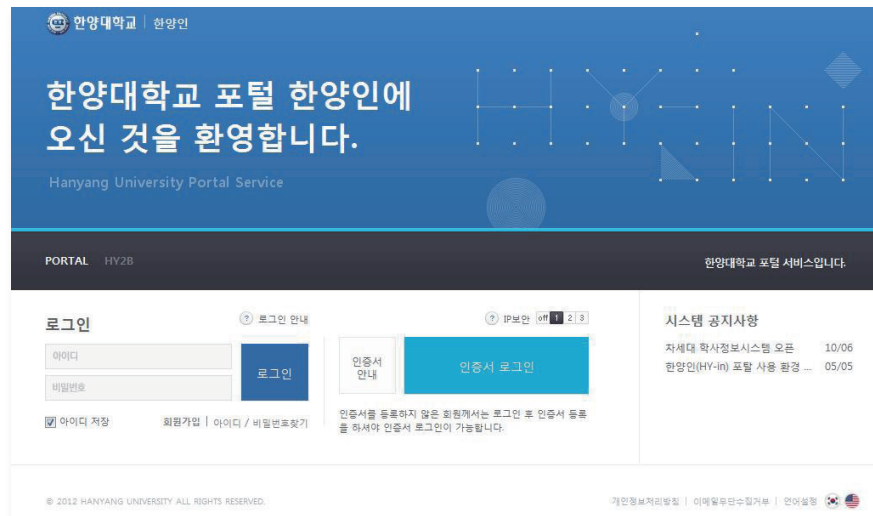 한양대학교 | 한양인
한양대학교 포털 한양인에
오신 것을 환영합니다.
Hanyang University Portal Service
PORTAL HY2B
한양대학교 포털 서비스입니다.
로그인
? 로그인 안내
아이디
비밀번호
로그인
아이디 저장
회원가입 | 아이디 / 비밀번호찾기
? IP보안 off 1 2 3
인증서
안내
인증서 로그인
인증서를 등록하지 않은 회원께서는 로그인 후 인증서 등록
을 하셔야 인증서 로그인이 가능합니다.
시스템 공지사항
차세대 학사정보시스템 오픈 10/06
한양인(HY-in) 포탈 사용 환경 ... 05/05
© 2012 HANYANG UNIVERSITY ALL RIGHTS RESERVED.
개인정보처리방침 | 이메일무단수집거부 | 언어설정